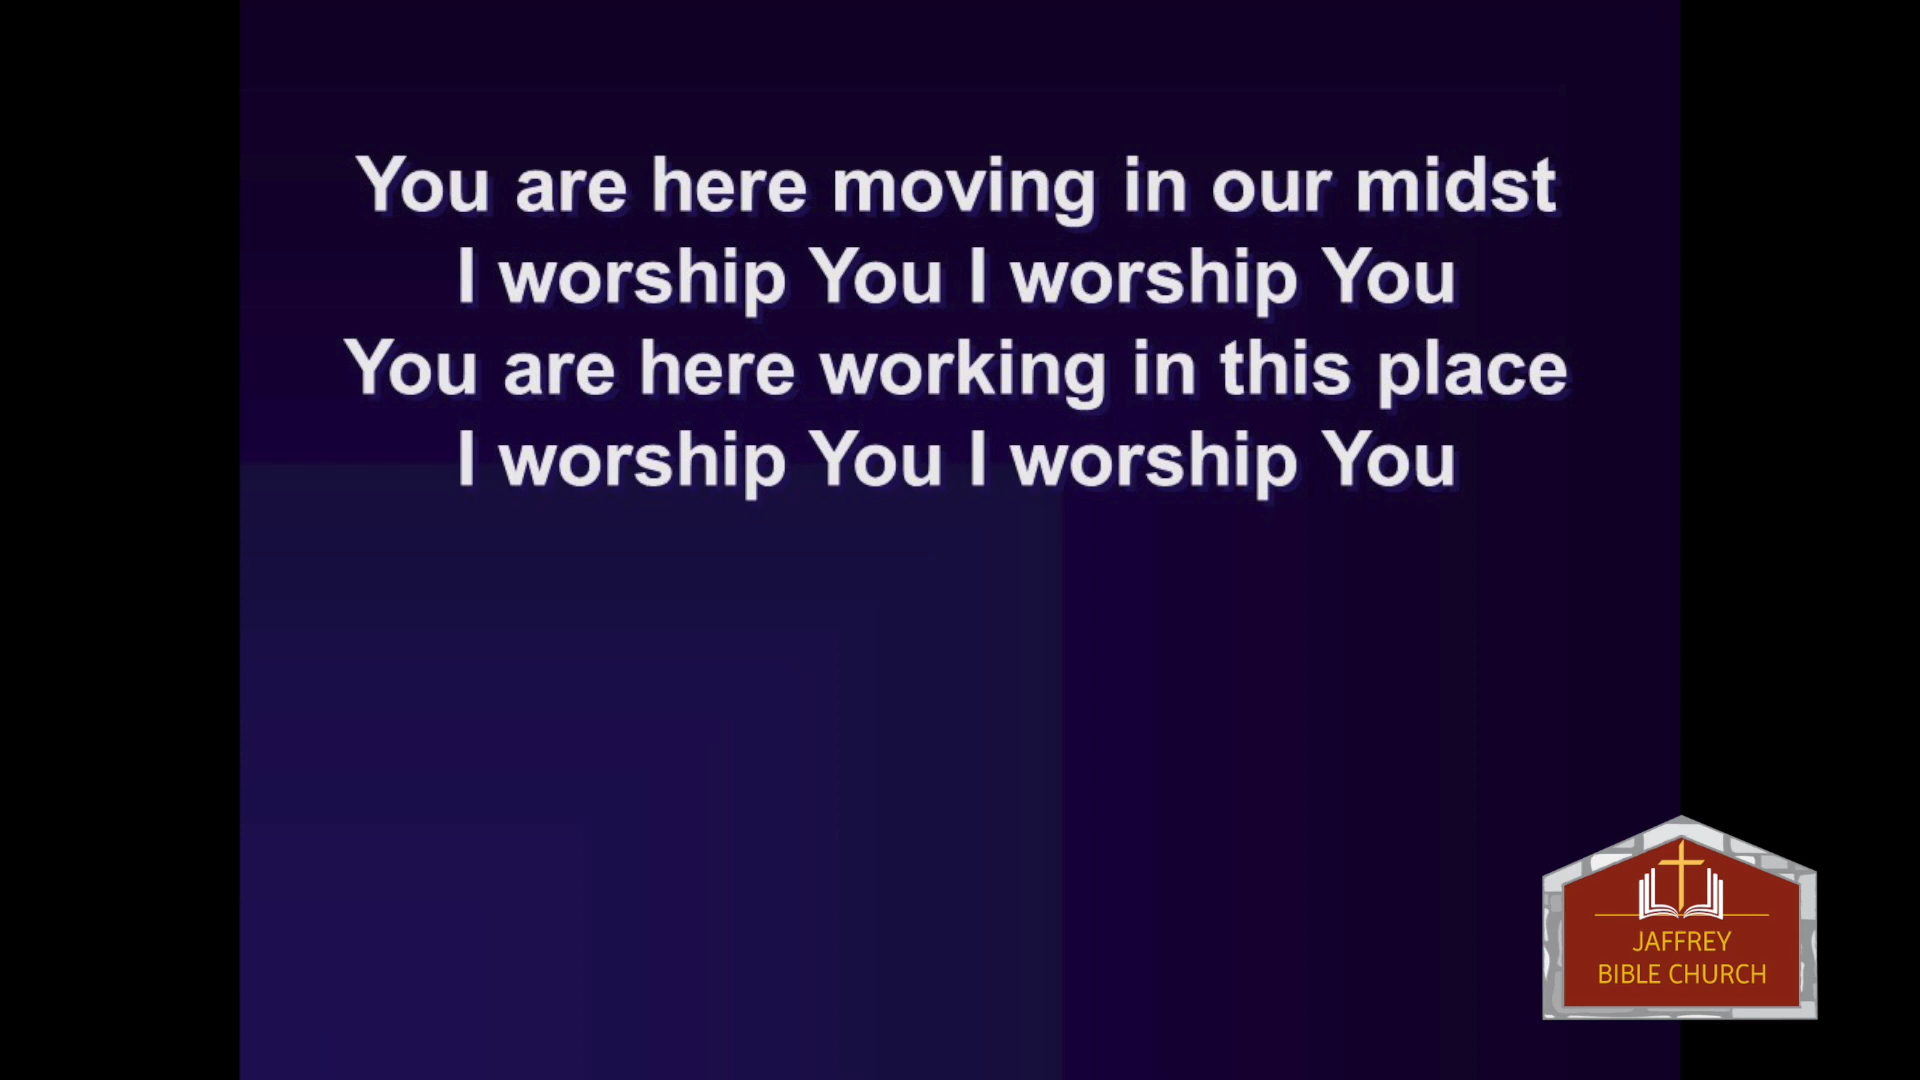 You are here moving in our midst
I worship You I worship You
You are here working in this place
I worship You I worship You
JAFFREY
BIBLE CHURCH